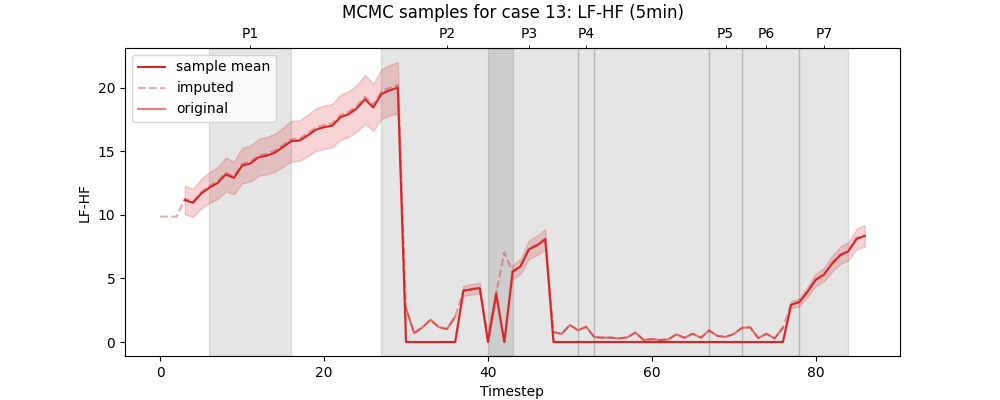 MCMC samples for case 13: LF-HF (5min)
P1 P2 P3 P4 P5 P6 P7
sample mean
imputed
original
20
15
10
5
0
LF-HF
0 20 40 60 80
Timestep